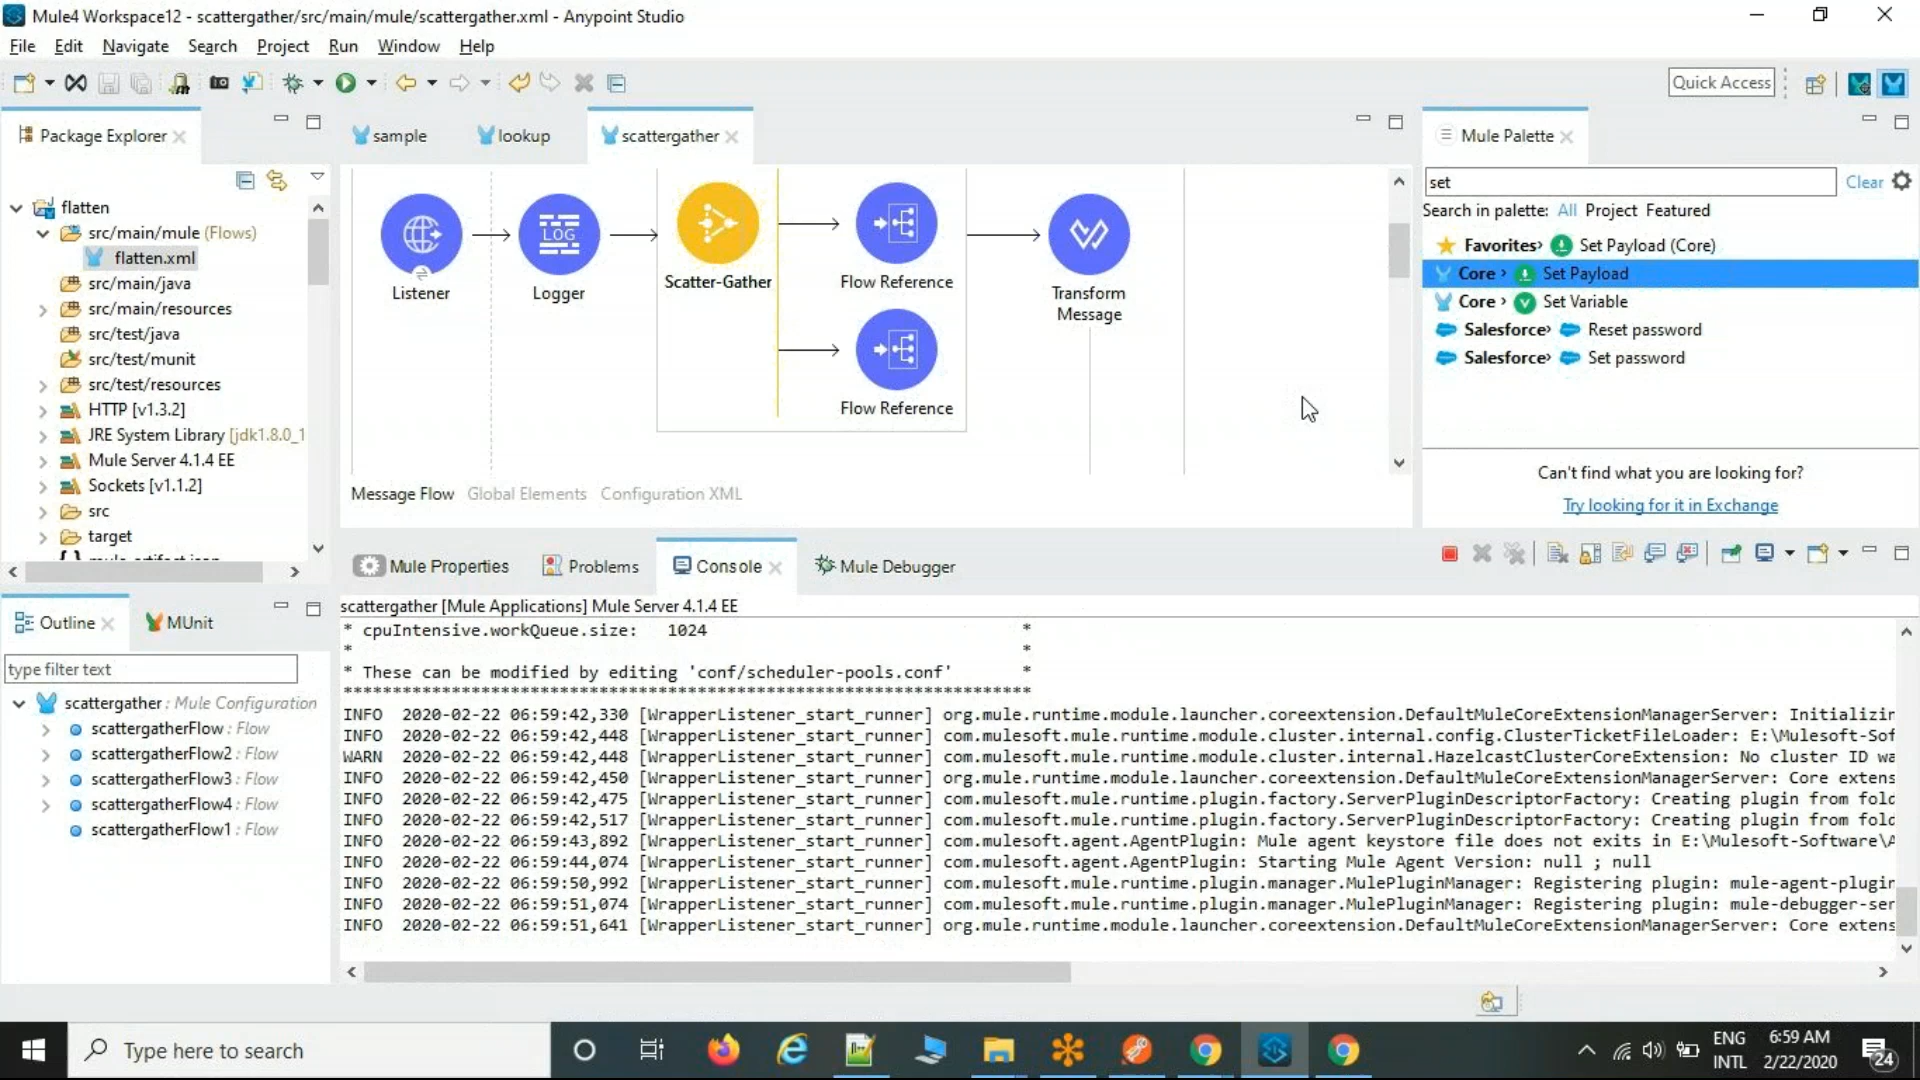 Mule4 Workspace12 - scattergather/src/main/mule/scattergather.xml - Anypoint Studio
File Edit Navigate Search Project Run Window Help
Quick Access
Package Explorer
flatten
src/main/mule (Flows)
flatten.xml
src/main/java
src/main/resources
src/test/java
src/test/munit
src/test/resources
HTTP [v1.3.2]
JRE System Library [jdk1.8.0_1
Mule Server 4.1.4 EE
Sockets [v1.1.2]
src
target
sample lookup scattergather
LOG
Listener
Logger
Scatter-Gather
Flow Reference
Transform
Message
Flow Reference
Message Flow Global Elements Configuration XML
Mule Palette
set
Clear
Search in palette: All Project Featured
Favorites> Set Payload (Core)
Core > Set Payload
Core > Set Variable
Salesforce> Reset password
Salesforce> Set password
Can't find what you are looking for?
Try looking for it in Exchange
Outline MUnit
type filter text
scattergather : Mule Configuration
scattergatherFlow : Flow
scattergatherFlow2 : Flow
scattergatherFlow3 : Flow
scattergatherFlow4 : Flow
scattergatherFlow1 : Flow
Mule Properties Problems Console Mule Debugger
scattergather [Mule Applications] Mule Server 4.1.4 EE
* cpuIntensive.workQueue.size: 1024 *
* *
* These can be modified by editing 'conf/scheduler-pools.conf' *
**********************************************************************
INFO 2020-02-22 06:59:42,330 [WrapperListener_start_runner] org.mule.runtime.module.launcher.coreextension.DefaultMuleCoreExtensionManagerServer: Initializin
INFO 2020-02-22 06:59:42,448 [WrapperListener_start_runner] com.mulesoft.mule.runtime.module.cluster.internal.config.ClusterTicketFileLoader: E:\Mulesoft-Sof
WARN 2020-02-22 06:59:42,448 [WrapperListener_start_runner] com.mulesoft.mule.runtime.module.cluster.internal.HazelcastClusterCoreExtension: No cluster ID wa
INFO 2020-02-22 06:59:42,450 [WrapperListener_start_runner] org.mule.runtime.module.launcher.coreextension.DefaultMuleCoreExtensionManagerServer: Core extens
INFO 2020-02-22 06:59:42,475 [WrapperListener_start_runner] com.mulesoft.mule.runtime.plugin.factory.ServerPluginDescriptorFactory: Creating plugin from fold
INFO 2020-02-22 06:59:42,517 [WrapperListener_start_runner] com.mulesoft.mule.runtime.plugin.factory.ServerPluginDescriptorFactory: Creating plugin from fold
INFO 2020-02-22 06:59:43,892 [WrapperListener_start_runner] com.mulesoft.agent.AgentPlugin: Mule agent keystore file does not exits in E:\Mulesoft-Software\A
INFO 2020-02-22 06:59:44,074 [WrapperListener_start_runner] com.mulesoft.agent.AgentPlugin: Starting Mule Agent Version: null ; null
INFO 2020-02-22 06:59:50,992 [WrapperListener_start_runner] com.mulesoft.mule.runtime.plugin.manager.MulePluginManager: Registering plugin: mule-agent-plugin
INFO 2020-02-22 06:59:51,074 [WrapperListener_start_runner] com.mulesoft.mule.runtime.plugin.manager.MulePluginManager: Registering plugin: mule-debugger-ser
INFO 2020-02-22 06:59:51,641 [WrapperListener_start_runner] org.mule.runtime.module.launcher.coreextension.DefaultMuleCoreExtensionManagerServer: Core extens
Type here to search
ENG 6:59 AM
INTL 2/22/2020
24